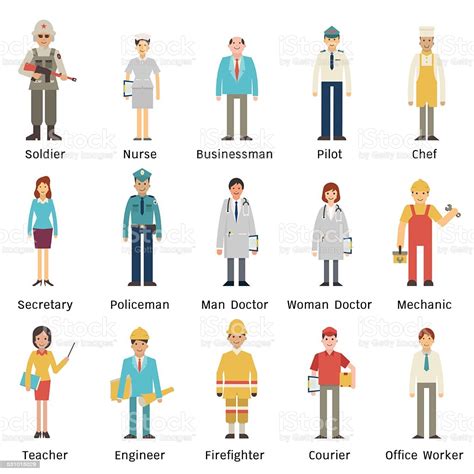 Soldier Nurse Businessman Pilot Chef
Secretary Policeman Man Doctor Woman Doctor Mechanic
Teacher Engineer Firefighter Courier Office Worker
iStock
by Getty Images